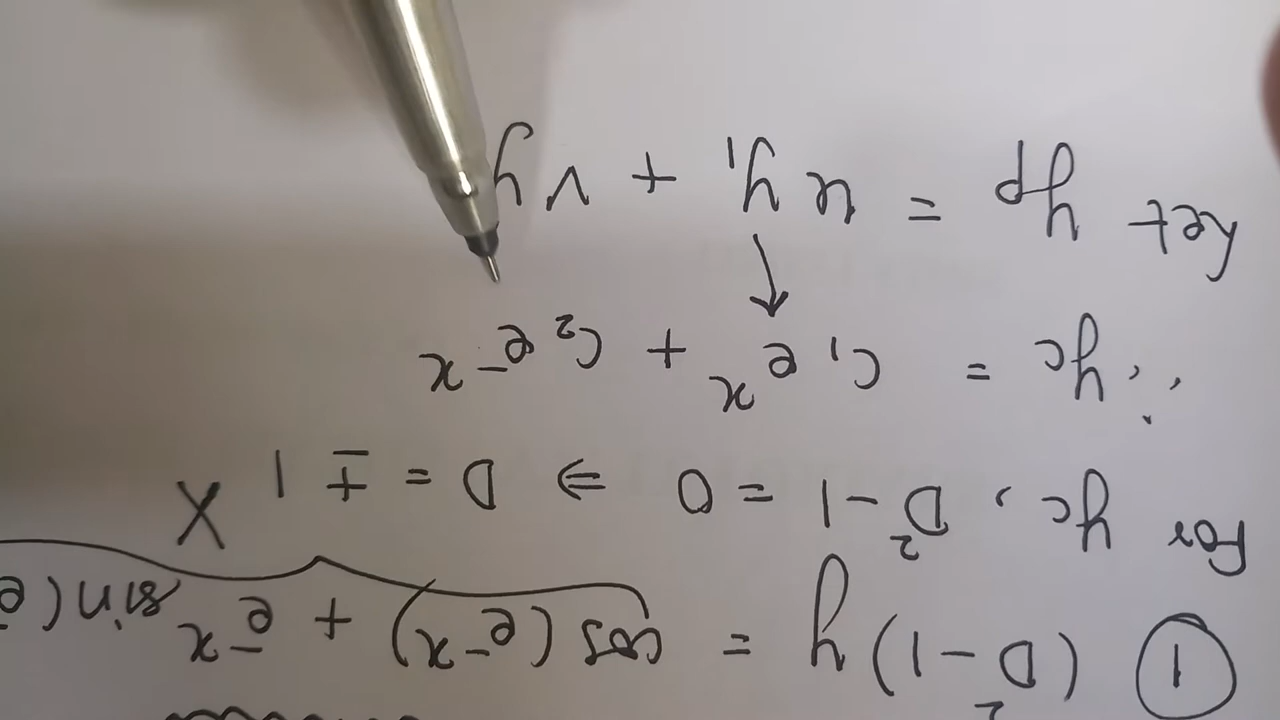 ① (D²-1)y = cos(e⁻ˣ) + e⁻ˣ sin(e
X
For yc, D²-1 = 0 ⇒ D = ±1
∴ yc = c₁eˣ + c₂e⁻ˣ
Let yp = uy₁ + vy